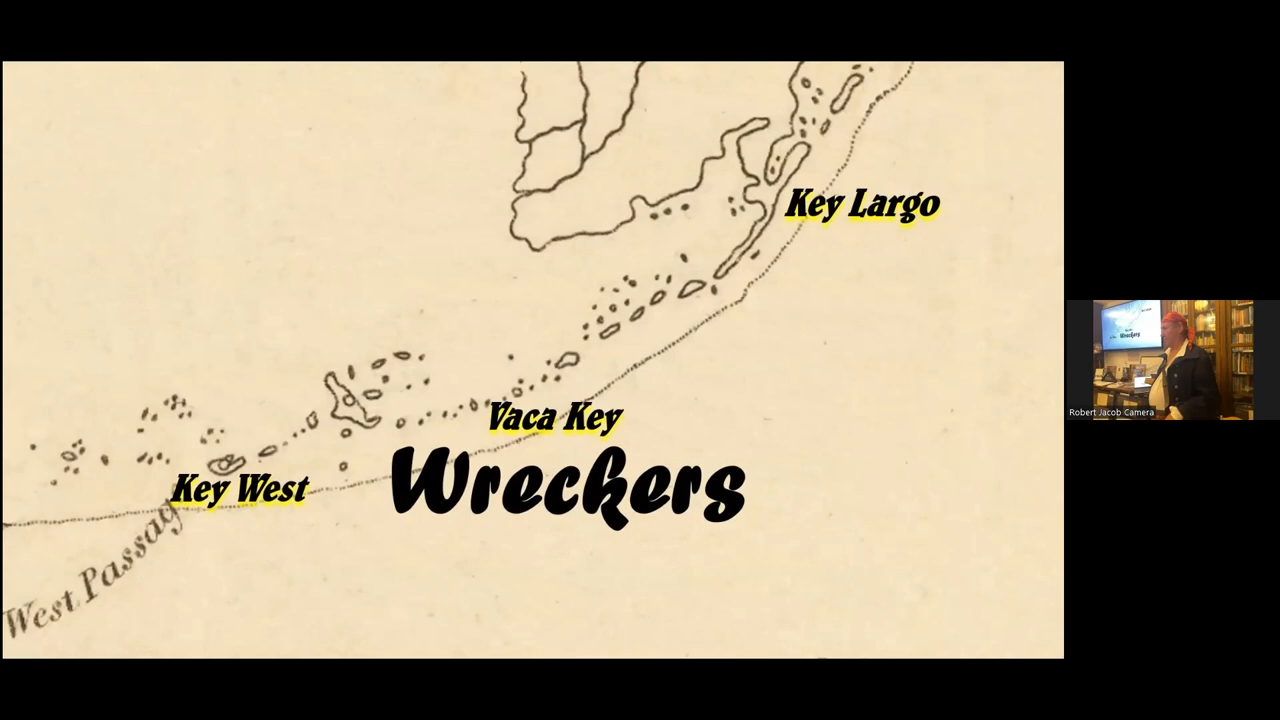 Key Largo
Vaca Key
Wreckers
Key West
West Passag
Robert Jacob Camera